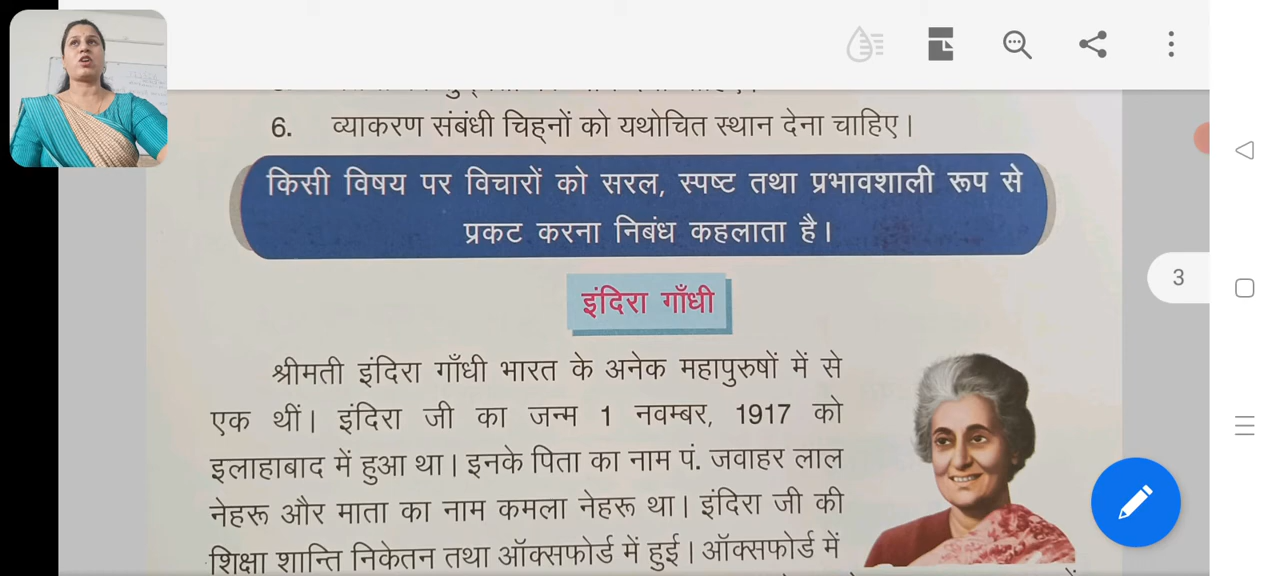 6. व्याकरण संबंधी चिह्नों को यथोचित स्थान देना चाहिए।
किसी विषय पर विचारों को सरल, स्पष्ट तथा प्रभावशाली रूप से
प्रकट करना निबंध कहलाता है।
3
इंदिरा गाँधी
श्रीमती इंदिरा गाँधी भारत के अनेक महापुरुषों में से
एक थीं। इंदिरा जी का जन्म 1 नवम्बर, 1917 को
इलाहाबाद में हुआ था। इनके पिता का नाम पं. जवाहर लाल
नेहरू और माता का नाम कमला नेहरू था। इंदिरा जी की
शिक्षा शान्ति निकेतन तथा ऑक्सफोर्ड में हुई। ऑक्सफोर्ड में